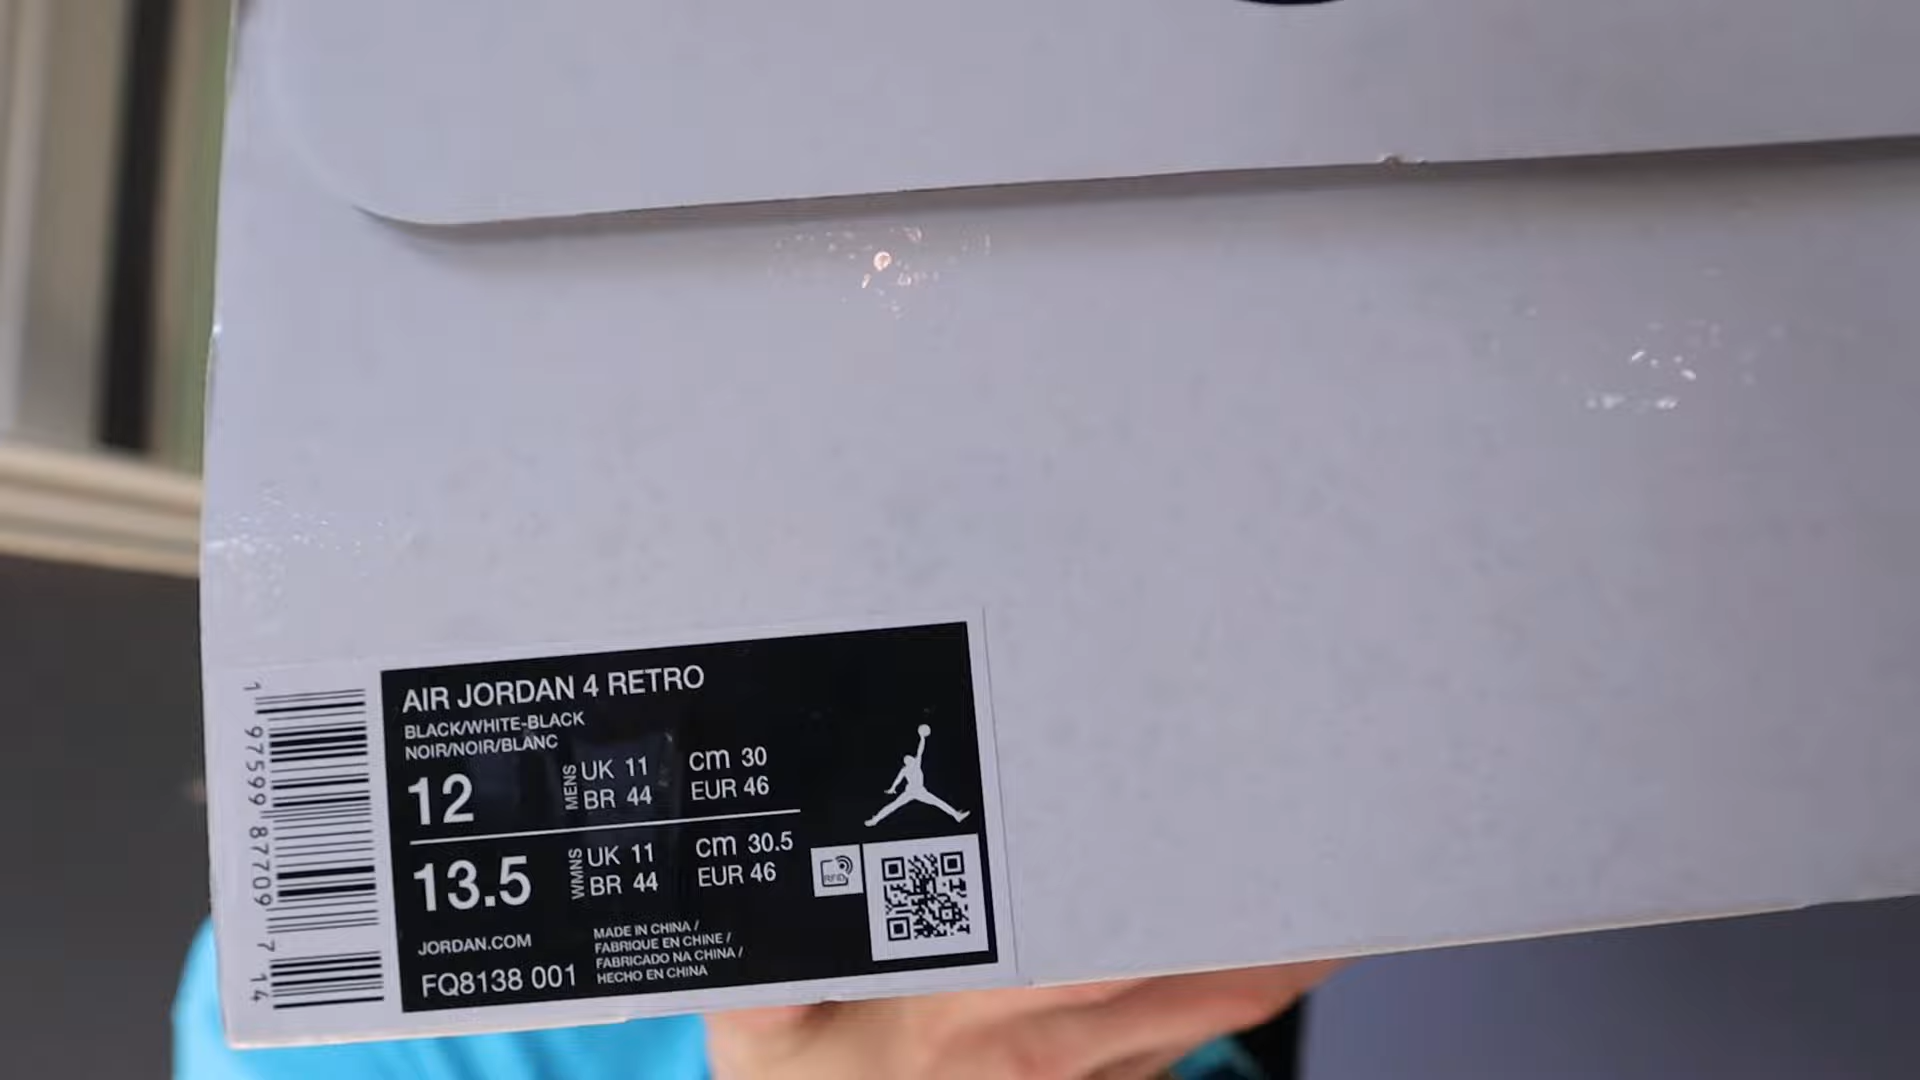 AIR JORDAN 4 RETRO
BLACK/WHITE-BLACK
NOIR/NOIR/BLANC
12 MENS UK 11 cm 30
BR 44 EUR 46
13.5 WMNS UK 11 cm 30.5
BR 44 EUR 46
RFID
JORDAN.COM
FQ8138 001
MADE IN CHINA /
FABRIQUE EN CHINE /
FABRICADO NA CHINA /
HECHO EN CHINA
1 97599 87709 7 14